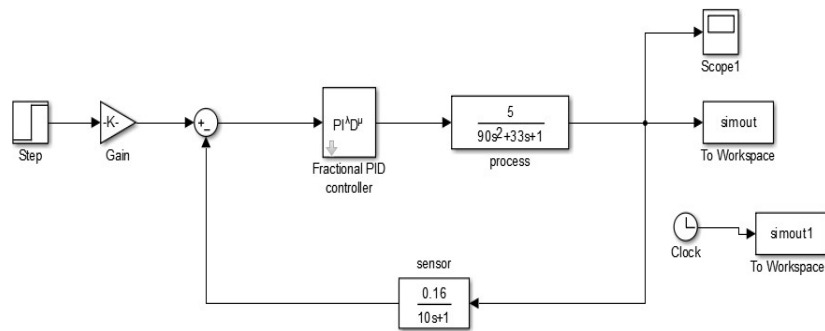 Step
-K-
Gain
+
−
PIλDμ
Fractional PID
controller
5
90s²+33s+1
process
Scope1
simout
To Workspace
Clock
simout1
To Workspace
sensor
0.16
10s+1